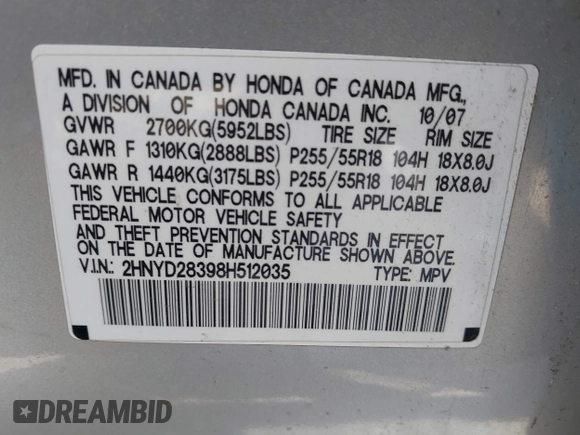 MFD. IN CANADA BY HONDA OF CANADA MFG.,
A DIVISION OF HONDA CANADA INC. 10/07
GVWR 2700KG(5952LBS) TIRE SIZE RIM SIZE
GAWR F 1310KG(2888LBS) P255/55R18 104H 18X8.0J
GAWR R 1440KG(3175LBS) P255/55R18 104H 18X8.0J
THIS VEHICLE CONFORMS TO ALL APPLICABLE
FEDERAL MOTOR VEHICLE SAFETY
AND THEFT PREVENTION STANDARDS IN EFFECT
ON THE DATE OF MANUFACTURE SHOWN ABOVE.
V.I.N.: 2HNYD28398H512035 TYPE: MPV
DREAMBID